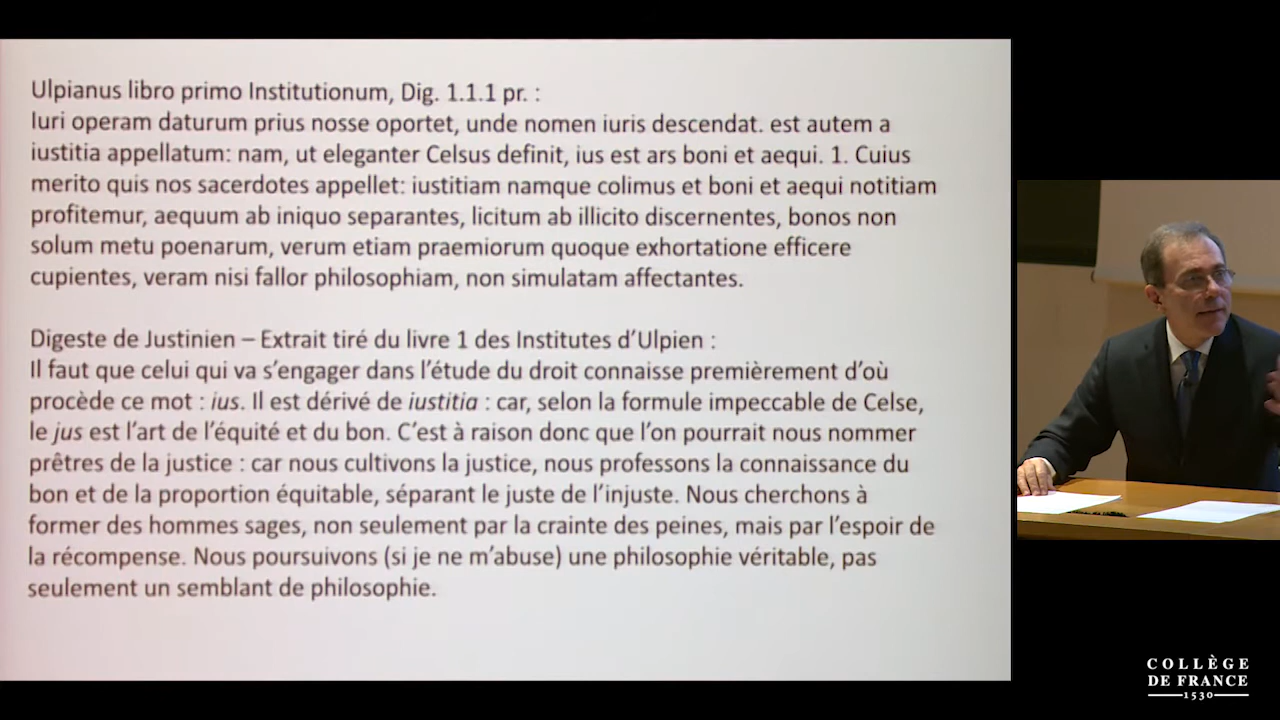 Ulpianus libro primo Institutionum, Dig. 1.1.1 pr. :
Iuri operam daturum prius nosse oportet, unde nomen iuris descendat. est autem a
iustitia appellatum: nam, ut eleganter Celsus definit, ius est ars boni et aequi. 1. Cuius
merito quis nos sacerdotes appellet: iustitiam namque colimus et boni et aequi notitiam
profitemur, aequum ab iniquo separantes, licitum ab illicito discernentes, bonos non
solum metu poenarum, verum etiam praemiorum quoque exhortatione efficere
cupientes, veram nisi fallor philosophiam, non simulatam affectantes.
Digeste de Justinien – Extrait tiré du livre 1 des Institutes d’Ulpien :
Il faut que celui qui va s’engager dans l’étude du droit connaisse premièrement d’où
procède ce mot : ius. Il est dérivé de iustitia : car, selon la formule impeccable de Celse,
le jus est l’art de l’équité et du bon. C’est à raison donc que l’on pourrait nous nommer
prêtres de la justice : car nous cultivons la justice, nous professons la connaissance du
bon et de la proportion équitable, séparant le juste de l’injuste. Nous cherchons à
former des hommes sages, non seulement par la crainte des peines, mais par l’espoir de
la récompense. Nous poursuivons (si je ne m’abuse) une philosophie véritable, pas
seulement un semblant de philosophie.
COLLÈGE
DE FRANCE
1530